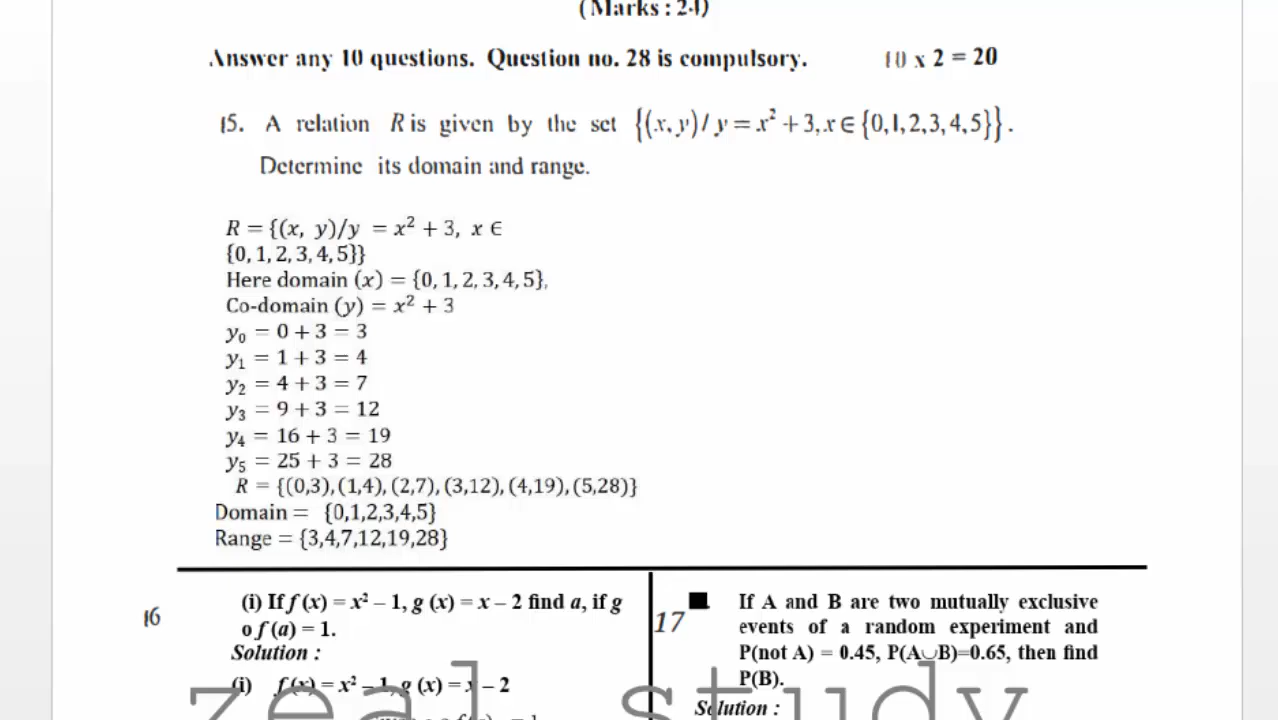 (Marks : 24)
Answer any 10 questions. Question no. 28 is compulsory. 10 x 2 = 20
15. A relation R is given by the set {(x, y) / y = x² + 3, x ∈ {0,1,2,3,4,5}}.
Determine its domain and range.
R = {(x, y)/y = x² + 3, x ∈
{0, 1, 2, 3, 4, 5}}
Here domain (x) = {0, 1, 2, 3, 4, 5},
Co-domain (y) = x² + 3
y₀ = 0 + 3 = 3
y₁ = 1 + 3 = 4
y₂ = 4 + 3 = 7
y₃ = 9 + 3 = 12
y₄ = 16 + 3 = 19
y₅ = 25 + 3 = 28
R = {(0,3), (1,4), (2,7), (3,12), (4,19), (5,28)}
Domain = {0,1,2,3,4,5}
Range = {3,4,7,12,19,28}
16 (i) If f (x) = x² – 1, g (x) = x – 2 find a, if g
o f (a) = 1.
Solution :
(i) f(x) = x² – 1, g (x) = x – 2
17 If A and B are two mutually exclusive
events of a random experiment and
P(not A) = 0.45, P(A∪B)=0.65, then find
P(B).
Solution :
zeal study